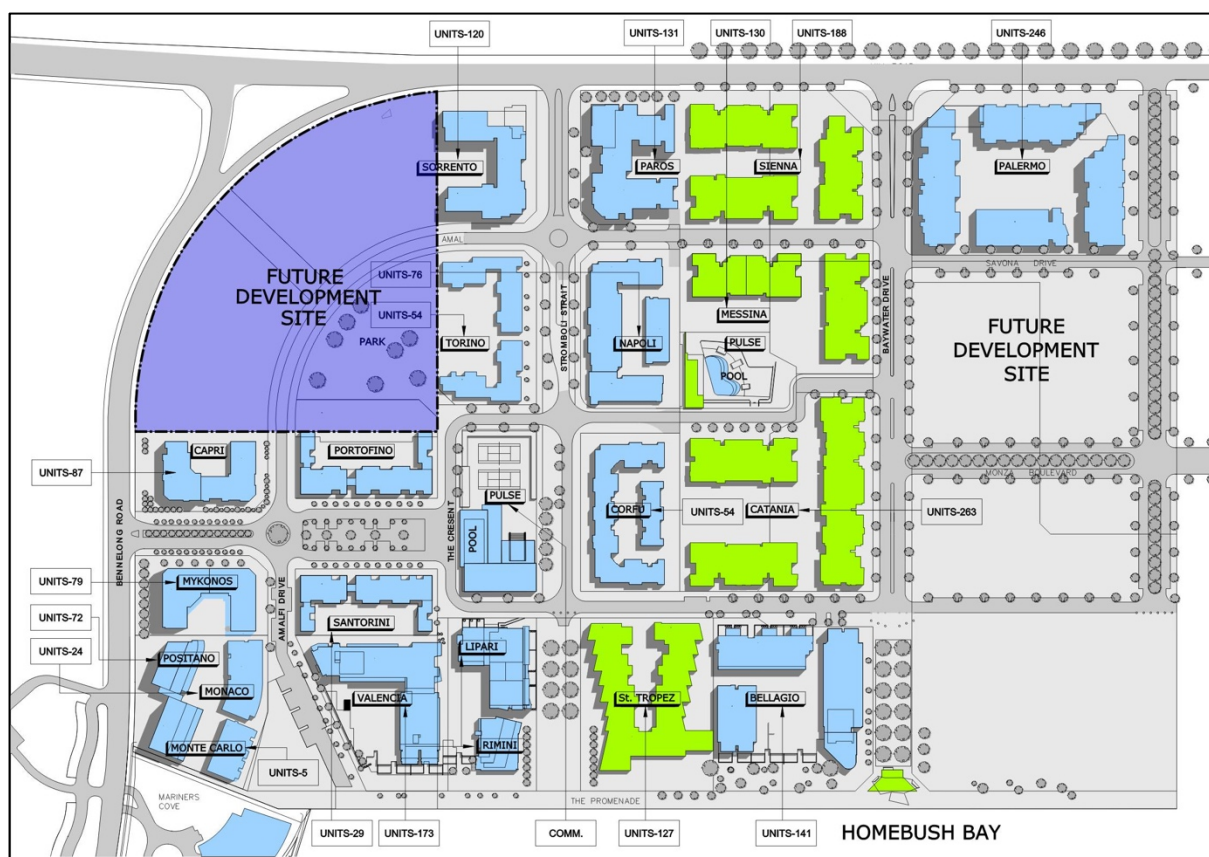 UNITS-120
UNITS-131
UNITS-130
UNITS-188
UNITS-246
SORRENTO
PAROS
SIENNA
PALERMO
AMAL
SAVONA DRIVE
FUTURE
DEVELOPMENT
SITE
UNITS-76
UNITS-54
PARK
TORINO
STROMBOLI STRAIT
NAPOLI
MESSINA
PULSE
POOL
BAYWATER DRIVE
FUTURE
DEVELOPMENT
SITE
CAPRI
PORTOFINO
UNITS-87
MONZA BOULEVARD
PULSE
POOL
THE CRESENT
CORFU
UNITS-54
CATANIA
UNITS-263
BENNELONG ROAD
UNITS-79
MYKONOS
AMALFI DRIVE
SANTORINI
UNITS-72
UNITS-24
POSITANO
MONACO
VALENCIA
LIPARI
St. TROPEZ
BELLAGIO
MONTE CARLO
RIMINI
UNITS-5
MARINERS
COVE
THE PROMENADE
UNITS-29
UNITS-173
COMM.
UNITS-127
UNITS-141
HOMEBUSH BAY